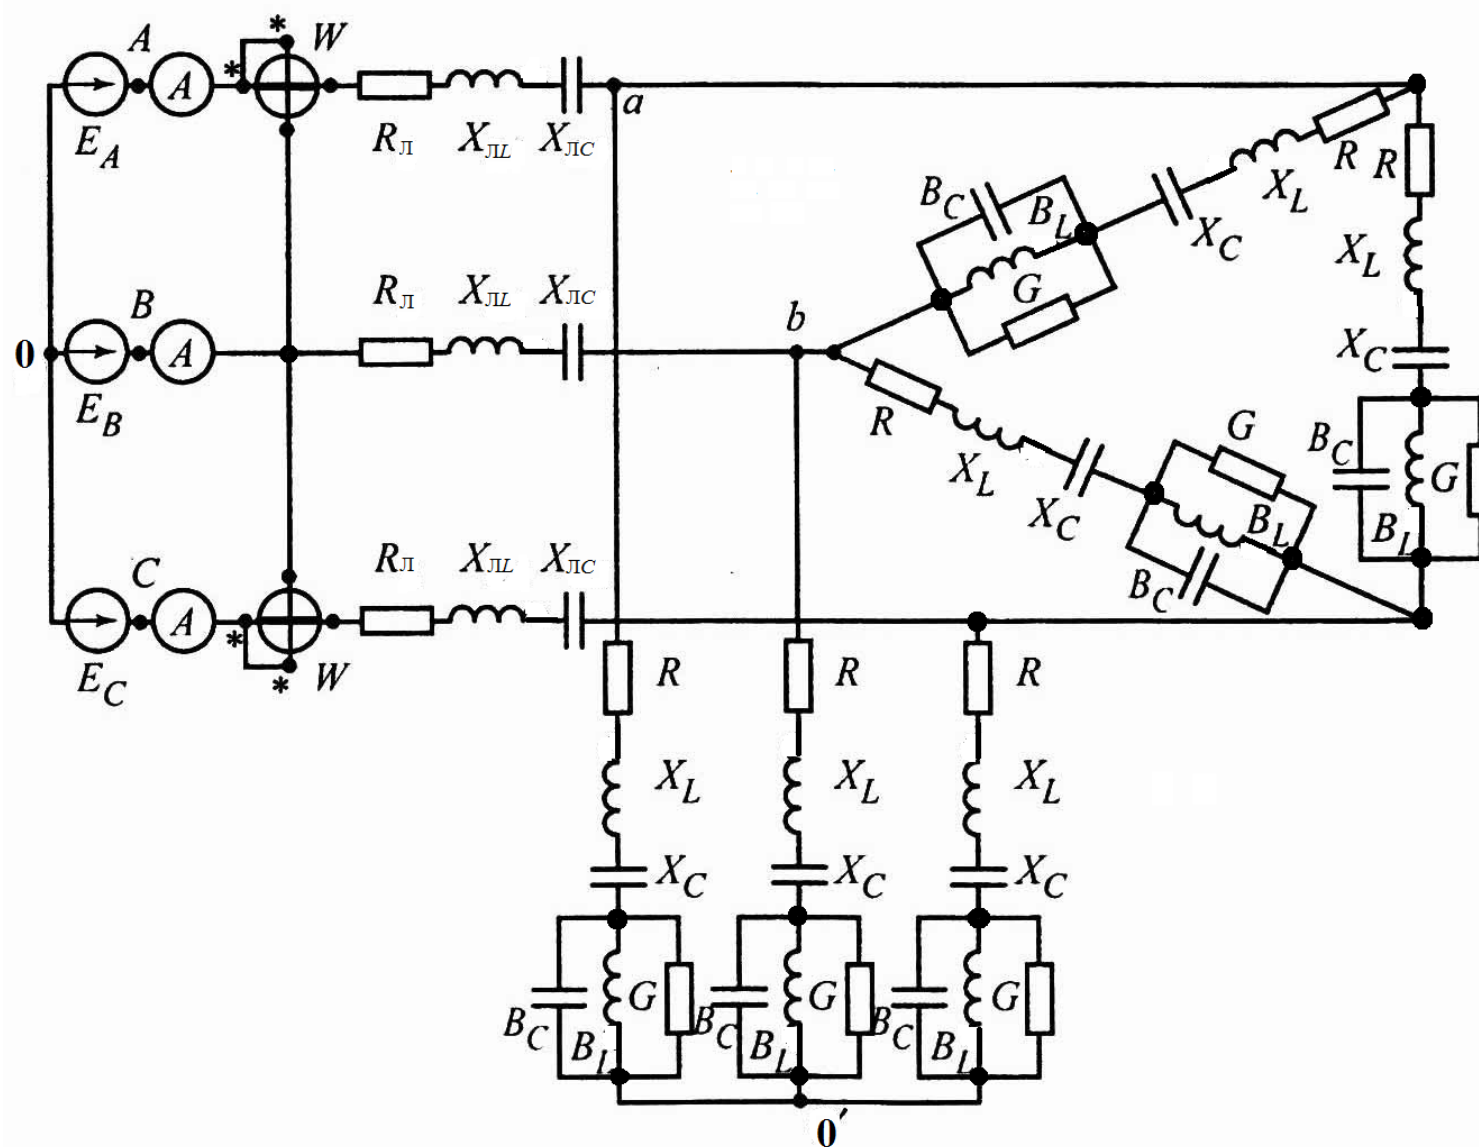 * W
A
* A
E_A
R_Л X_ЛL X_ЛC
a
R R
X_L
B_C B_L X_C X_L
G
B
0 A
E_B
R_Л X_ЛL X_ЛC
b
X_C
R
X_L X_C
G
B_L
B_C
B_C G
B_L
C
A
E_C
* * W
R_Л X_ЛL X_ЛC
R R R
X_L X_L X_L
X_C X_C X_C
G G G
B_C B_C B_C
B_L B_L B_L
0′